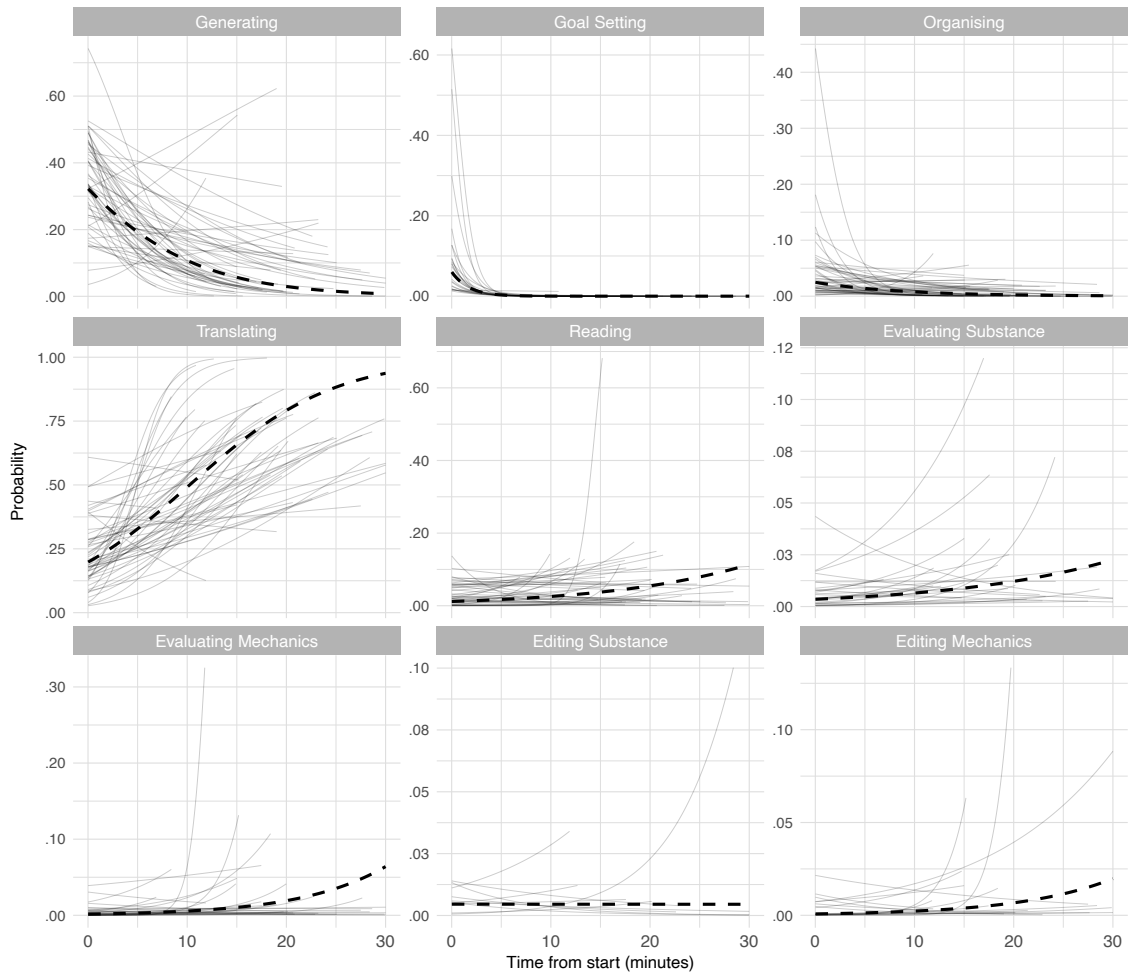 Generating
Goal Setting
Organising
.60
.40
.20
.00
.60
.40
.20
.00
.40
.30
.20
.10
.00
Translating
Reading
Evaluating Substance
1.00
.75
.50
.25
.00
.60
.40
.20
.00
.12
.10
.08
.05
.03
.00
Evaluating Mechanics
Editing Substance
Editing Mechanics
.30
.20
.10
.00
.10
.08
.05
.03
.00
.10
.05
.00
0 10 20 30
0 10 20 30
0 10 20 30
Probability
Time from start (minutes)